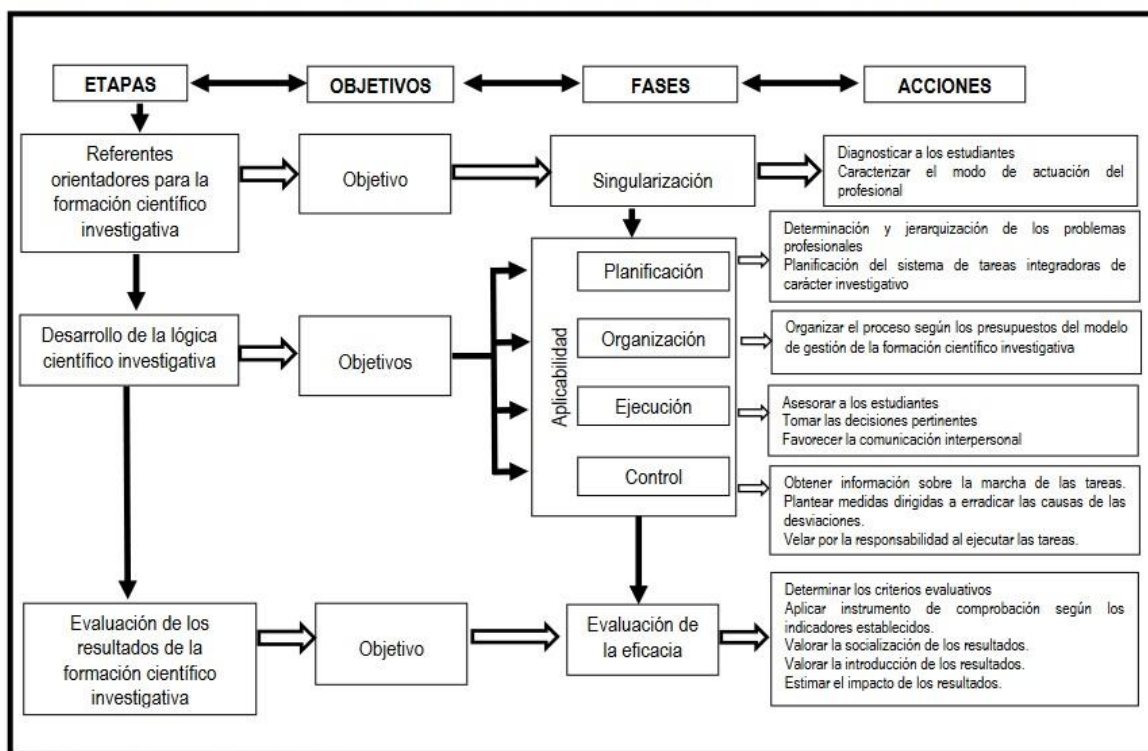 ETAPAS
OBJETIVOS
FASES
ACCIONES
Referentes
orientadores para la
formación científico
investigativa
Objetivo
Singularización
Diagnosticar a los estudiantes
Caracterizar el modo de actuación del
profesional
Desarrollo de la lógica
científico investigativa
Objetivos
Aplicabilidad
Planificación
Determinación y jerarquización de los problemas
profesionales
Planificación del sistema de tareas integradoras de
carácter investigativo
Organización
Organizar el proceso según los presupuestos del modelo
de gestión de la formación científico investigativa
Ejecución
Asesorar a los estudiantes
Tomar las decisiones pertinentes
Favorecer la comunicación interpersonal
Control
Obtener información sobre la marcha de las tareas.
Plantear medidas dirigidas a erradicar las causas de las
desviaciones.
Velar por la responsabilidad al ejecutar las tareas.
Evaluación de los
resultados de la
formación científico
investigativa
Objetivo
Evaluación de
la eficacia
Determinar los criterios evaluativos
Aplicar instrumento de comprobación según los
indicadores establecidos.
Valorar la socialización de los resultados.
Valorar la introducción de los resultados.
Estimar el impacto de los resultados.